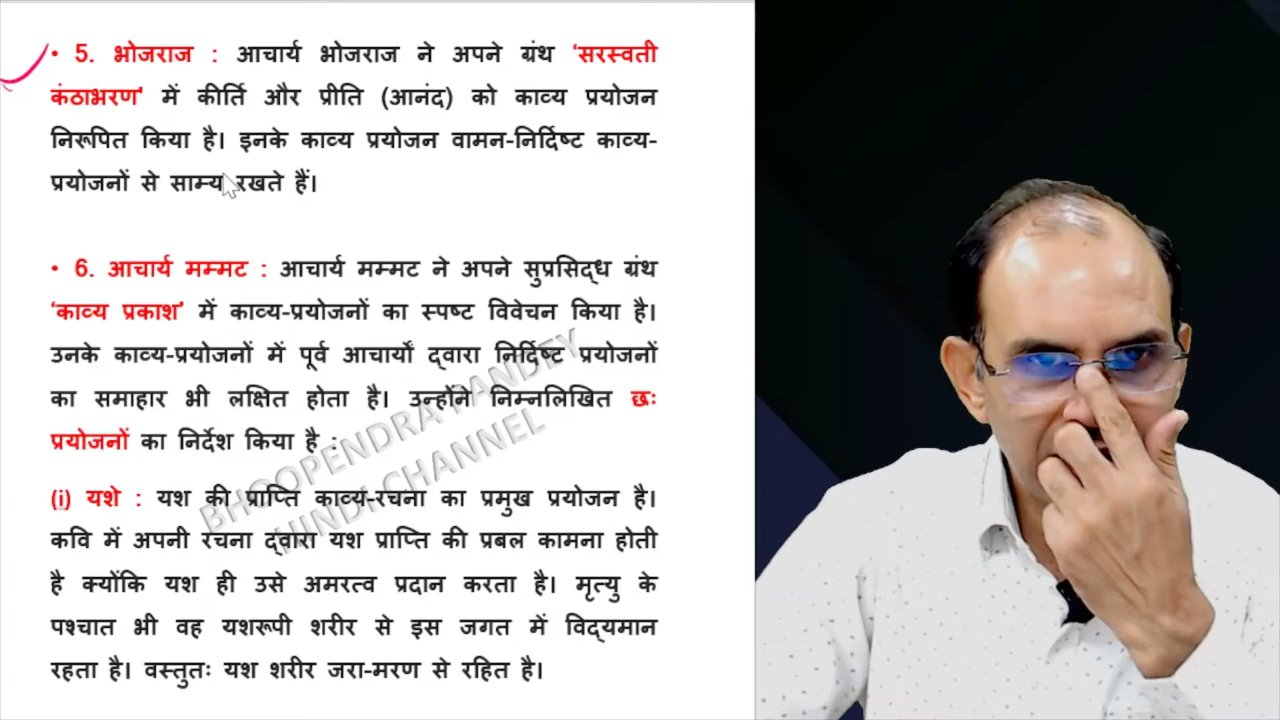 • 5. भोजराज : आचार्य भोजराज ने अपने ग्रंथ 'सरस्वती
कंठाभरण' में कीर्ति और प्रीति (आनंद) को काव्य प्रयोजन
निरूपित किया है। इनके काव्य प्रयोजन वामन-निर्दिष्ट काव्य-
प्रयोजनों से साम्य रखते हैं।
• 6. आचार्य मम्मट : आचार्य मम्मट ने अपने सुप्रसिद्ध ग्रंथ
'काव्य प्रकाश' में काव्य-प्रयोजनों का स्पष्ट विवेचन किया है।
उनके काव्य-प्रयोजनों में पूर्व आचार्यों द्वारा निर्दिष्ट प्रयोजनों
का समाहार भी लक्षित होता है। उन्होंने निम्नलिखित छः
प्रयोजनों का निर्देश किया है :
(i) यशे : यश की प्राप्ति काव्य-रचना का प्रमुख प्रयोजन है।
कवि में अपनी रचना द्वारा यश प्राप्ति की प्रबल कामना होती
है क्योंकि यश ही उसे अमरत्व प्रदान करता है। मृत्यु के
पश्चात भी वह यशरूपी शरीर से इस जगत में विद्यमान
रहता है। वस्तुतः यश शरीर जरा-मरण से रहित है।
BHOOPENDRA PANDEY
HINDI CHANNEL